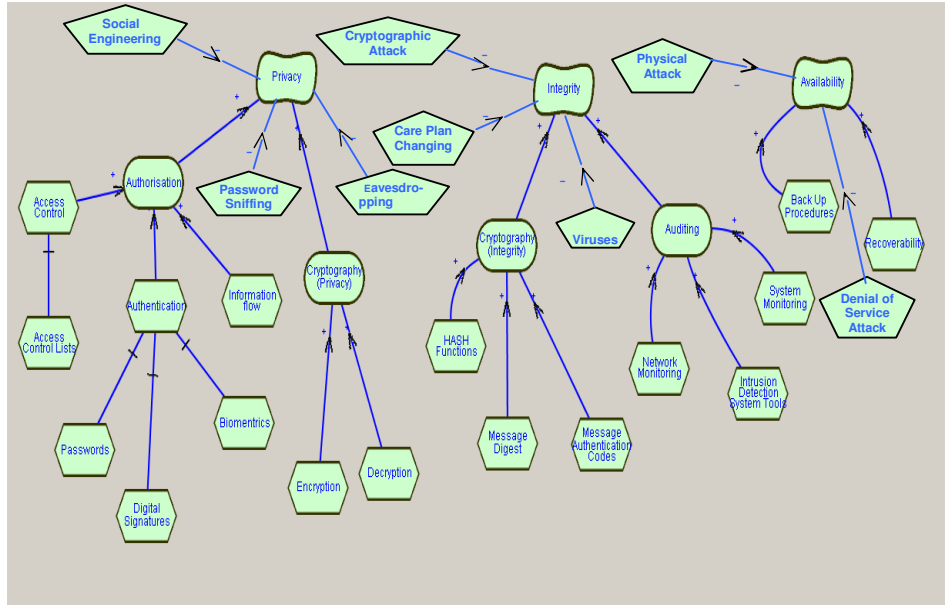 Social
Engineering
Cryptographic
Attack
Privacy
Integrity
Physical
Attack
Availability
Care Plan
Changing
Authorisation
Password
Sniffing
Eavesdro-
pping
Access
Control
Viruses
Auditing
Back Up
Procedures
Recoverability
Cryptography
(Integrity)
Cryptography
(Privacy)
Authentication
Information
flow
System
Monitoring
Denial of
Service
Attack
Access
Control Lists
HASH
Functions
Network
Monitoring
Intrusion
Detection
System Tools
Passwords
Biomentrics
Message
Digest
Message
Authentication
Codes
Encryption
Decryption
Digital
Signatures